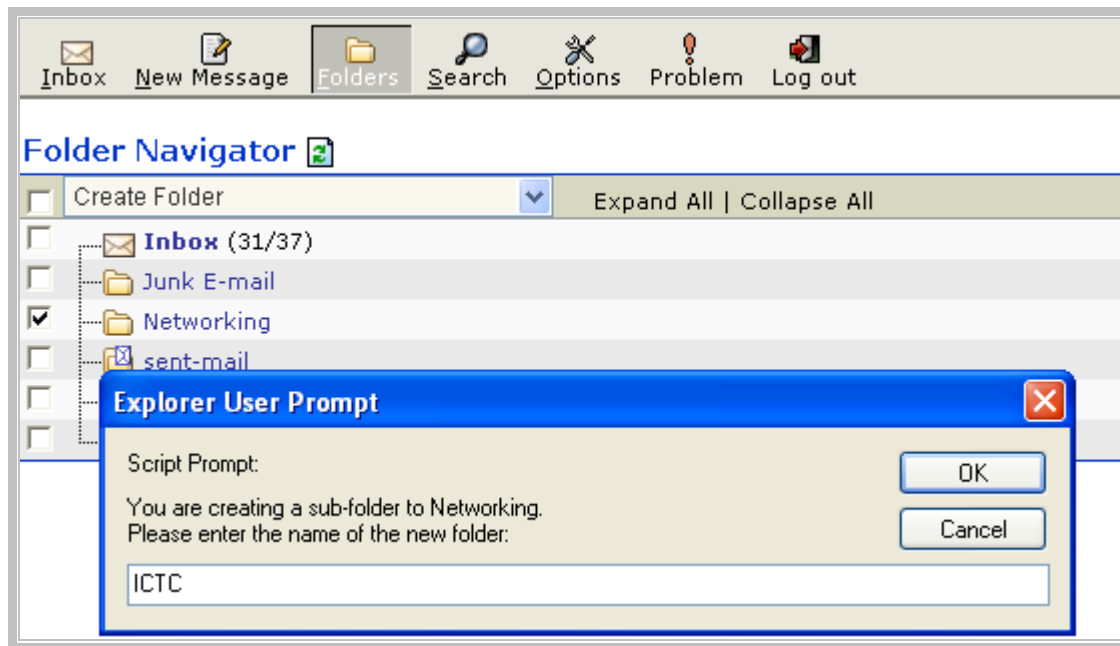 Inbox New Message Folders Search Options Problem Log out
Folder Navigator
Create Folder Expand All | Collapse All
Inbox (31/37)
Junk E-mail
Networking
sent-mail
Explorer User Prompt
Script Prompt:
OK
You are creating a sub-folder to Networking.
Please enter the name of the new folder:
Cancel
ICTC